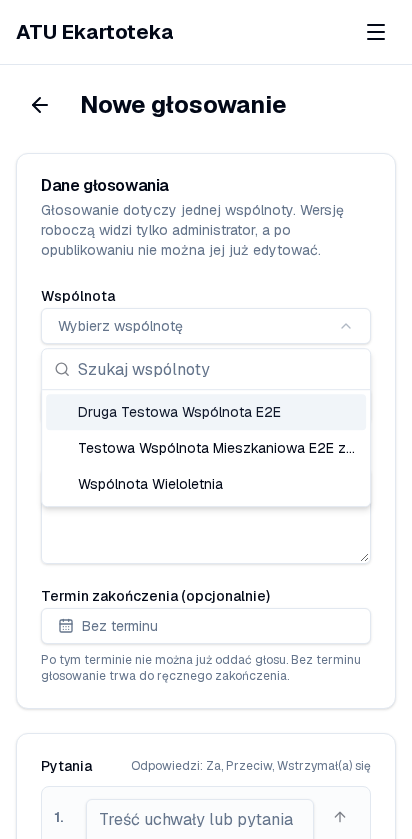 ATU Ekartoteka
Nowe głosowanie
Dane głosowania
Głosowanie dotyczy jednej wspólnoty. Wersję
roboczą widzi tylko administrator, a po
opublikowaniu nie można jej już edytować.
Wspólnota
Wybierz wspólnotę
Szukaj wspólnoty
Druga Testowa Wspólnota E2E
Testowa Wspólnota Mieszkaniowa E2E z...
Wspólnota Wieloletnia
Termin zakończenia (opcjonalnie)
Bez terminu
Po tym terminie nie można już oddać głosu. Bez terminu
głosowanie trwa do ręcznego zakończenia.
Pytania
Odpowiedzi: Za, Przeciw, Wstrzymał(a) się
1.
Treść uchwały lub pytania